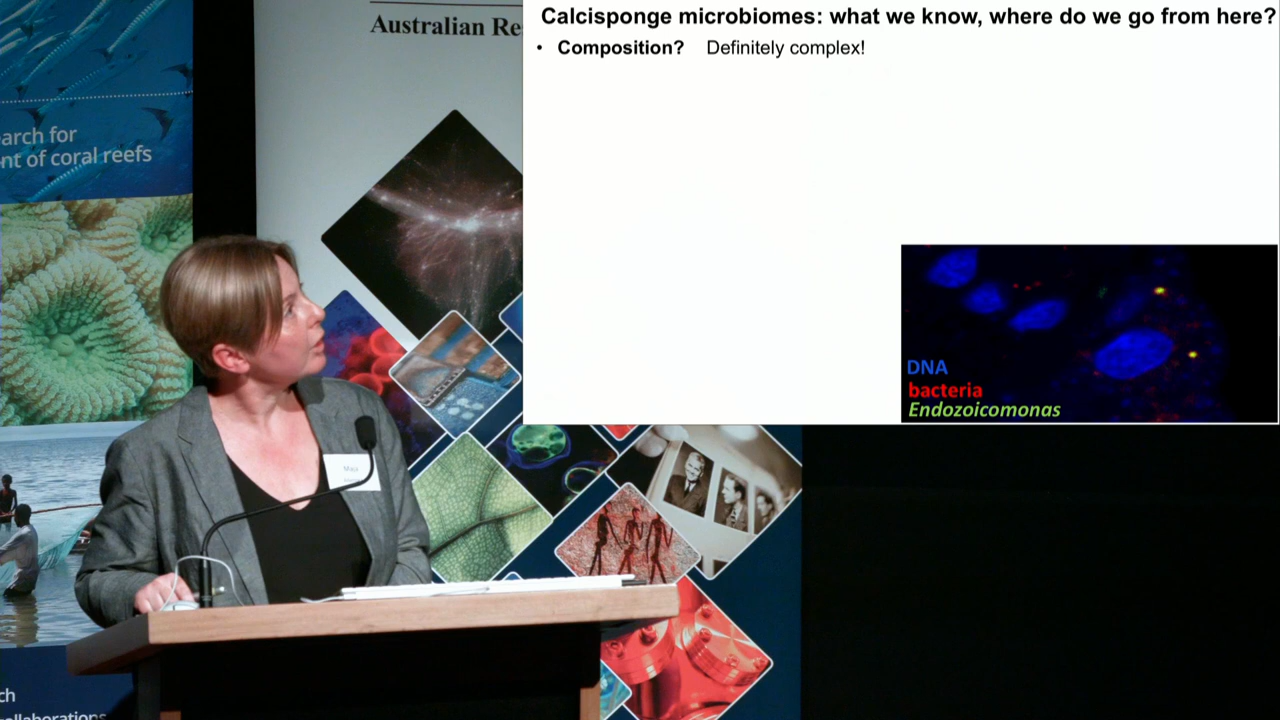 Australian Re
Calcisponge microbiomes: what we know, where do we go from here?
• Composition? Definitely complex!
arch for
nt of coral reefs
DNA
bacteria
Endozoicomonas
ch